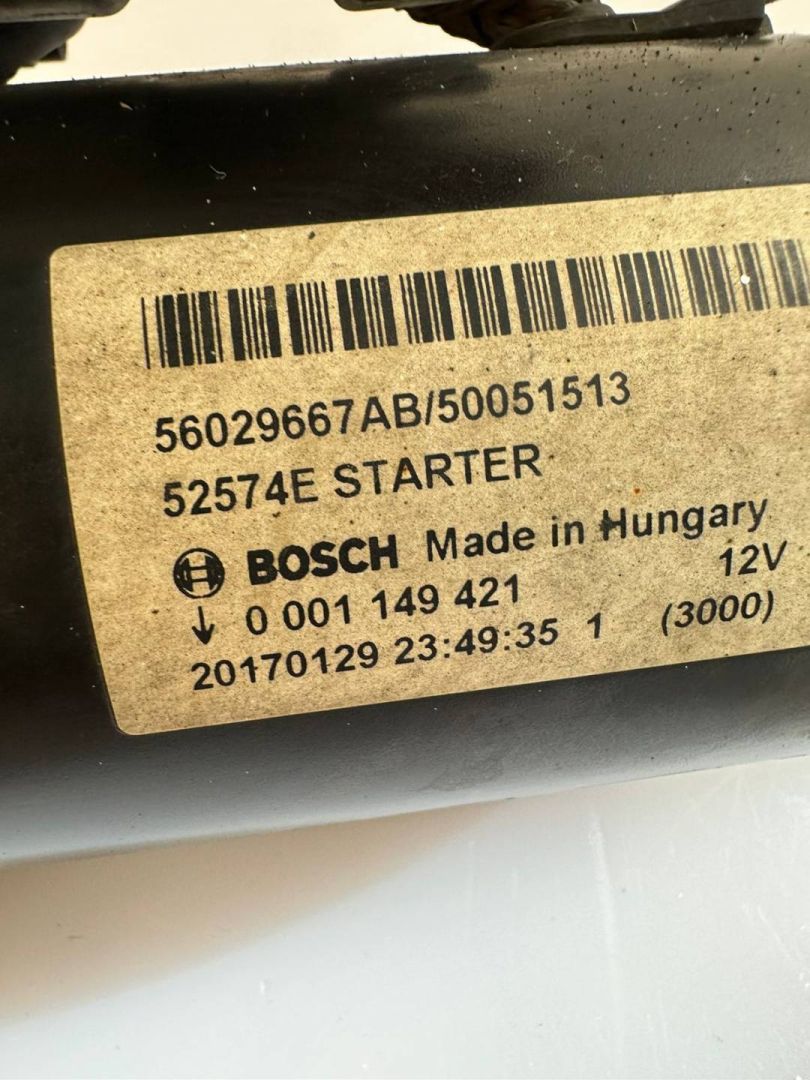 56029667AB/50051513
52574E STARTER
BOSCH Made in Hungary
0 001 149 421 12V
20170129 23:49:35 1 (3000)